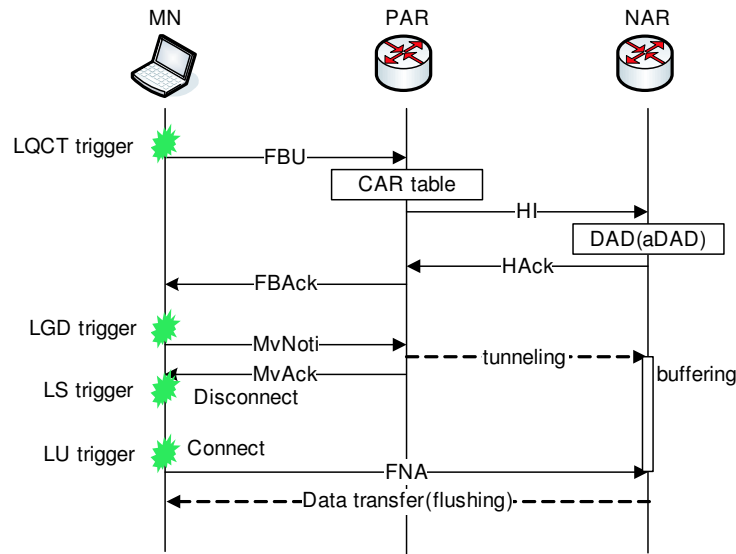 MN
PAR
NAR
LQCT trigger
FBU
CAR table
HI
DAD(aDAD)
HAck
FBAck
LGD trigger
MvNoti
tunneling
MvAck
buffering
LS trigger
Disconnect
LU trigger
Connect
FNA
Data transfer(flushing)